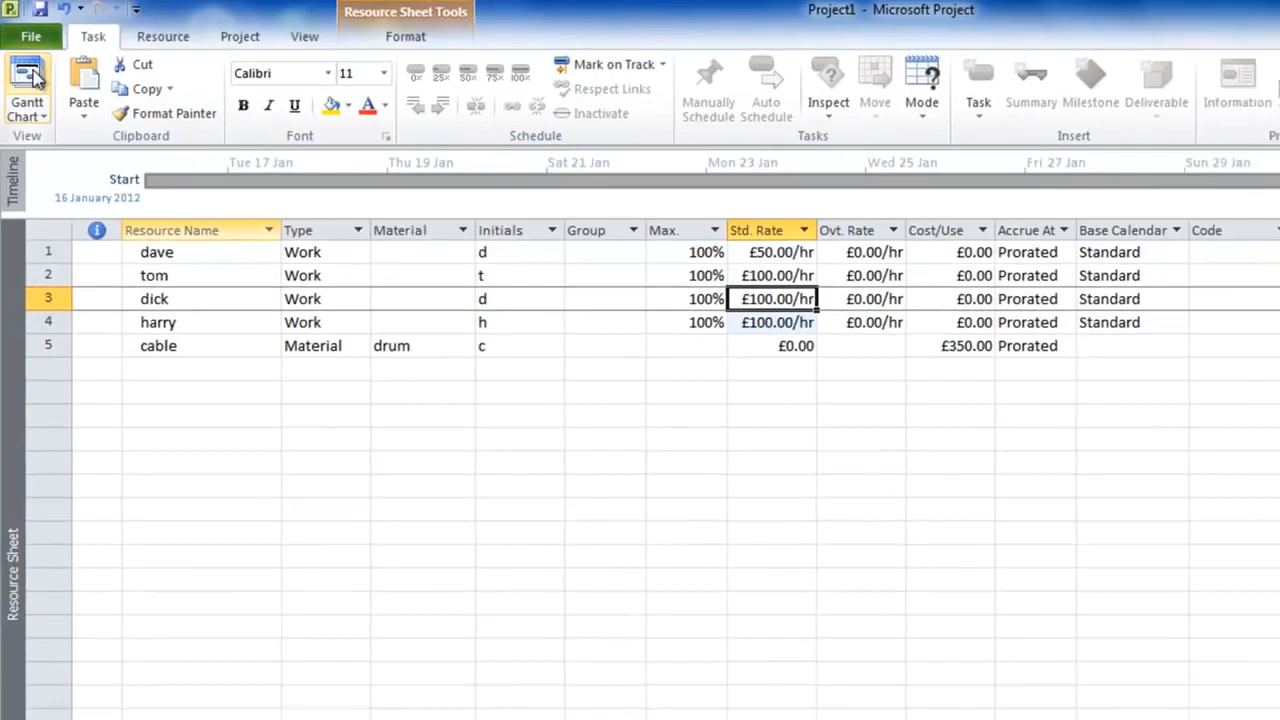 Resource Sheet Tools
Project1 - Microsoft Project
File Task Resource Project View Format
Cut
Copy
Format Painter
Paste
Gantt Chart
View
Clipboard
Calibri 11
B I U A
Font
0% 25% 50% 75% 100%
Mark on Track
Respect Links
Inactivate
Schedule
Manually Schedule
Auto Schedule
Inspect
Move
Mode
Tasks
Task
Summary
Milestone
Deliverable
Insert
Information
Timeline
Tue 17 Jan Thu 19 Jan Sat 21 Jan Mon 23 Jan Wed 25 Jan Fri 27 Jan Sun 29 Jan
Start
16 January 2012
Resource Name Type Material Initials Group Max. Std. Rate Ovt. Rate Cost/Use Accrue At Base Calendar Code
1 dave Work d 100% £50.00/hr £0.00/hr £0.00 Prorated Standard
2 tom Work t 100% £100.00/hr £0.00/hr £0.00 Prorated Standard
3 dick Work d 100% £100.00/hr £0.00/hr £0.00 Prorated Standard
4 harry Work h 100% £100.00/hr £0.00/hr £0.00 Prorated Standard
5 cable Material drum c £0.00 £350.00 Prorated
Resource Sheet